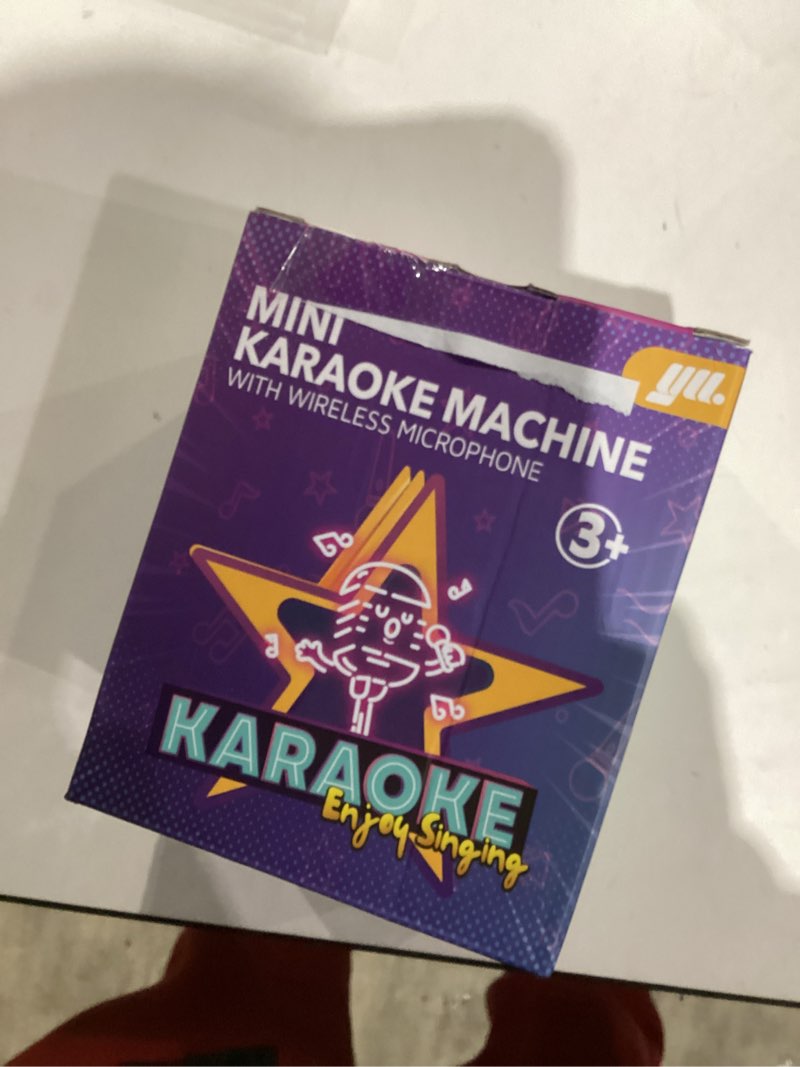 MINI
KARAOKE MACHINE
WITH WIRELESS MICROPHONE
yu.
3+
KARAOKE
Enjoy Singing